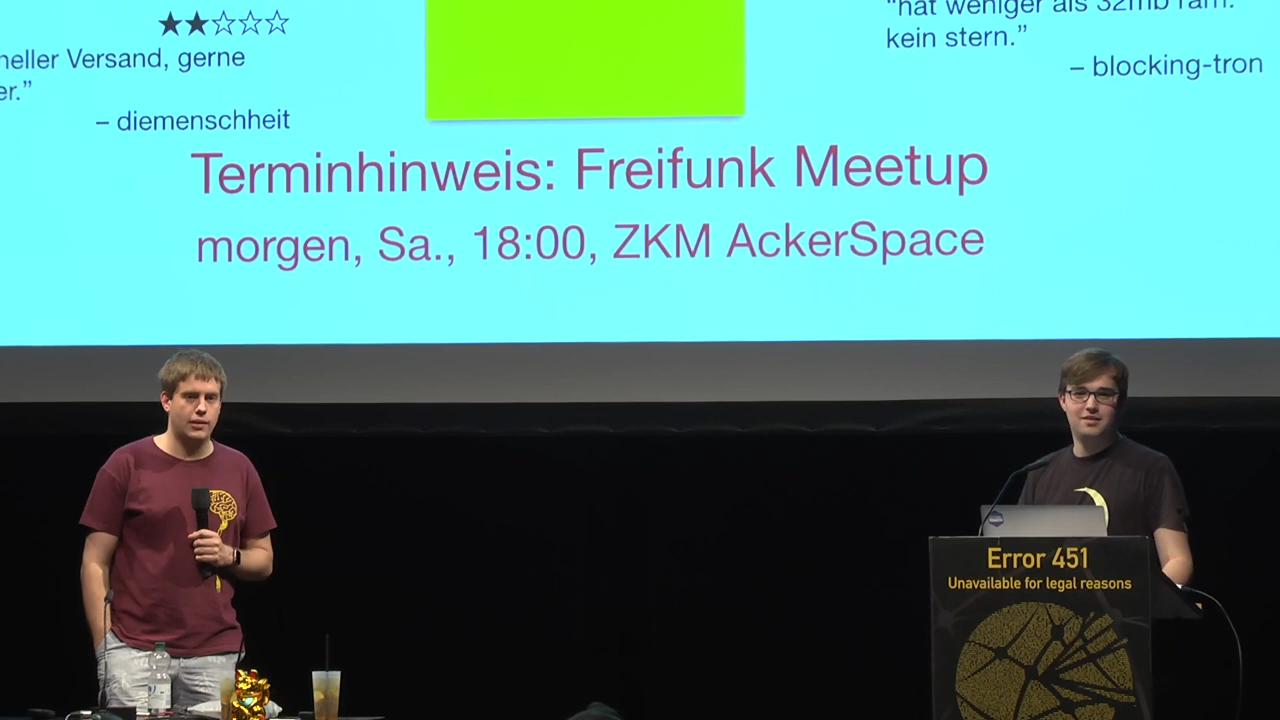 ★★☆☆☆
neller Versand, gerne
er.”
– diemenschheit
“hat weniger als 32mb ram.
kein stern.”
– blocking-tron
Terminhinweis: Freifunk Meetup
morgen, Sa., 18:00, ZKM AckerSpace
Error 451
Unavailable for legal reasons